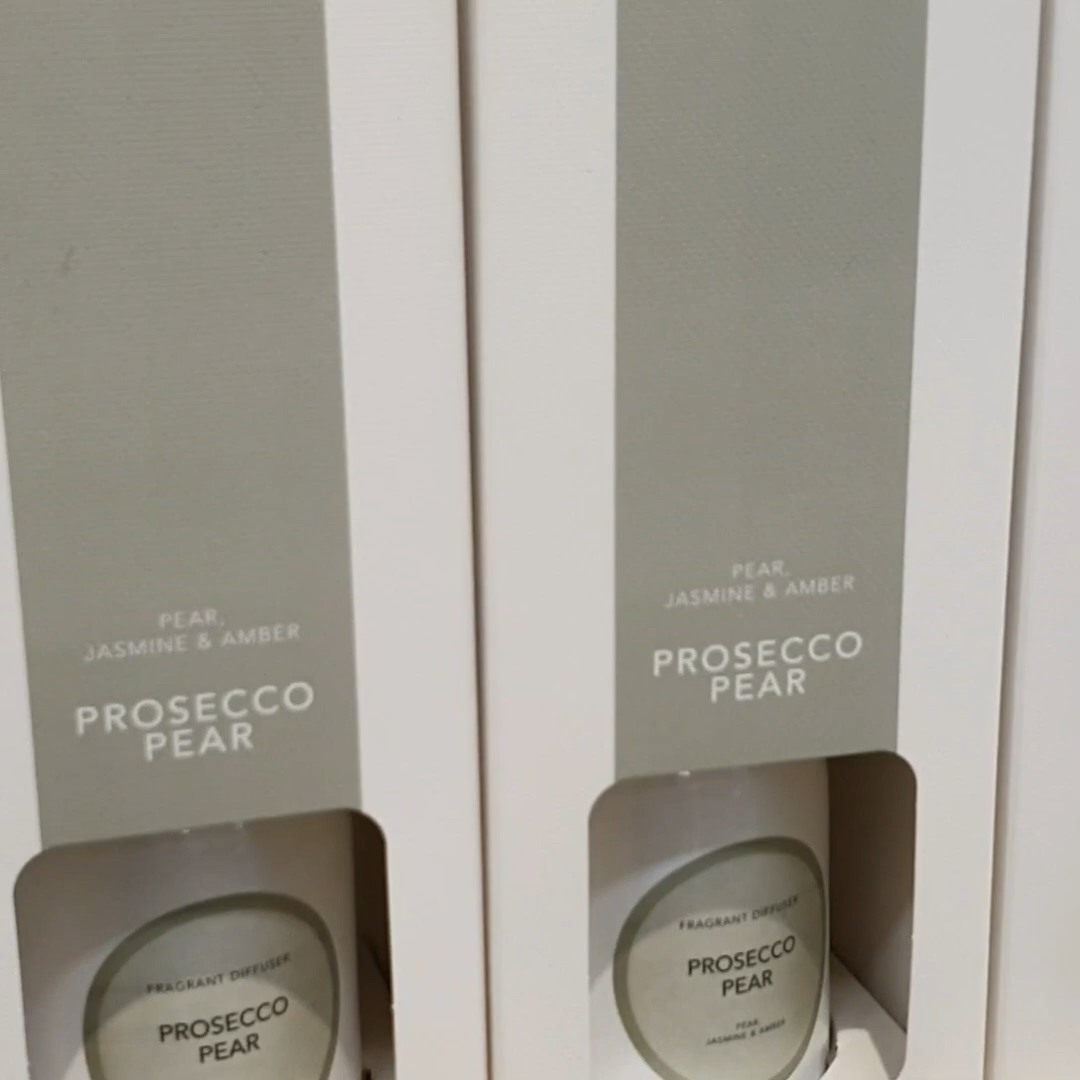 PEAR,
JASMINE & AMBER
PROSECCO
PEAR
FRAGRANT DIFFUSER
PROSECCO
PEAR
PEAR,
JASMINE & AMBER
PROSECCO
PEAR
FRAGRANT DIFFUSER
PROSECCO
PEAR
PEAR,
JASMINE & AMBER